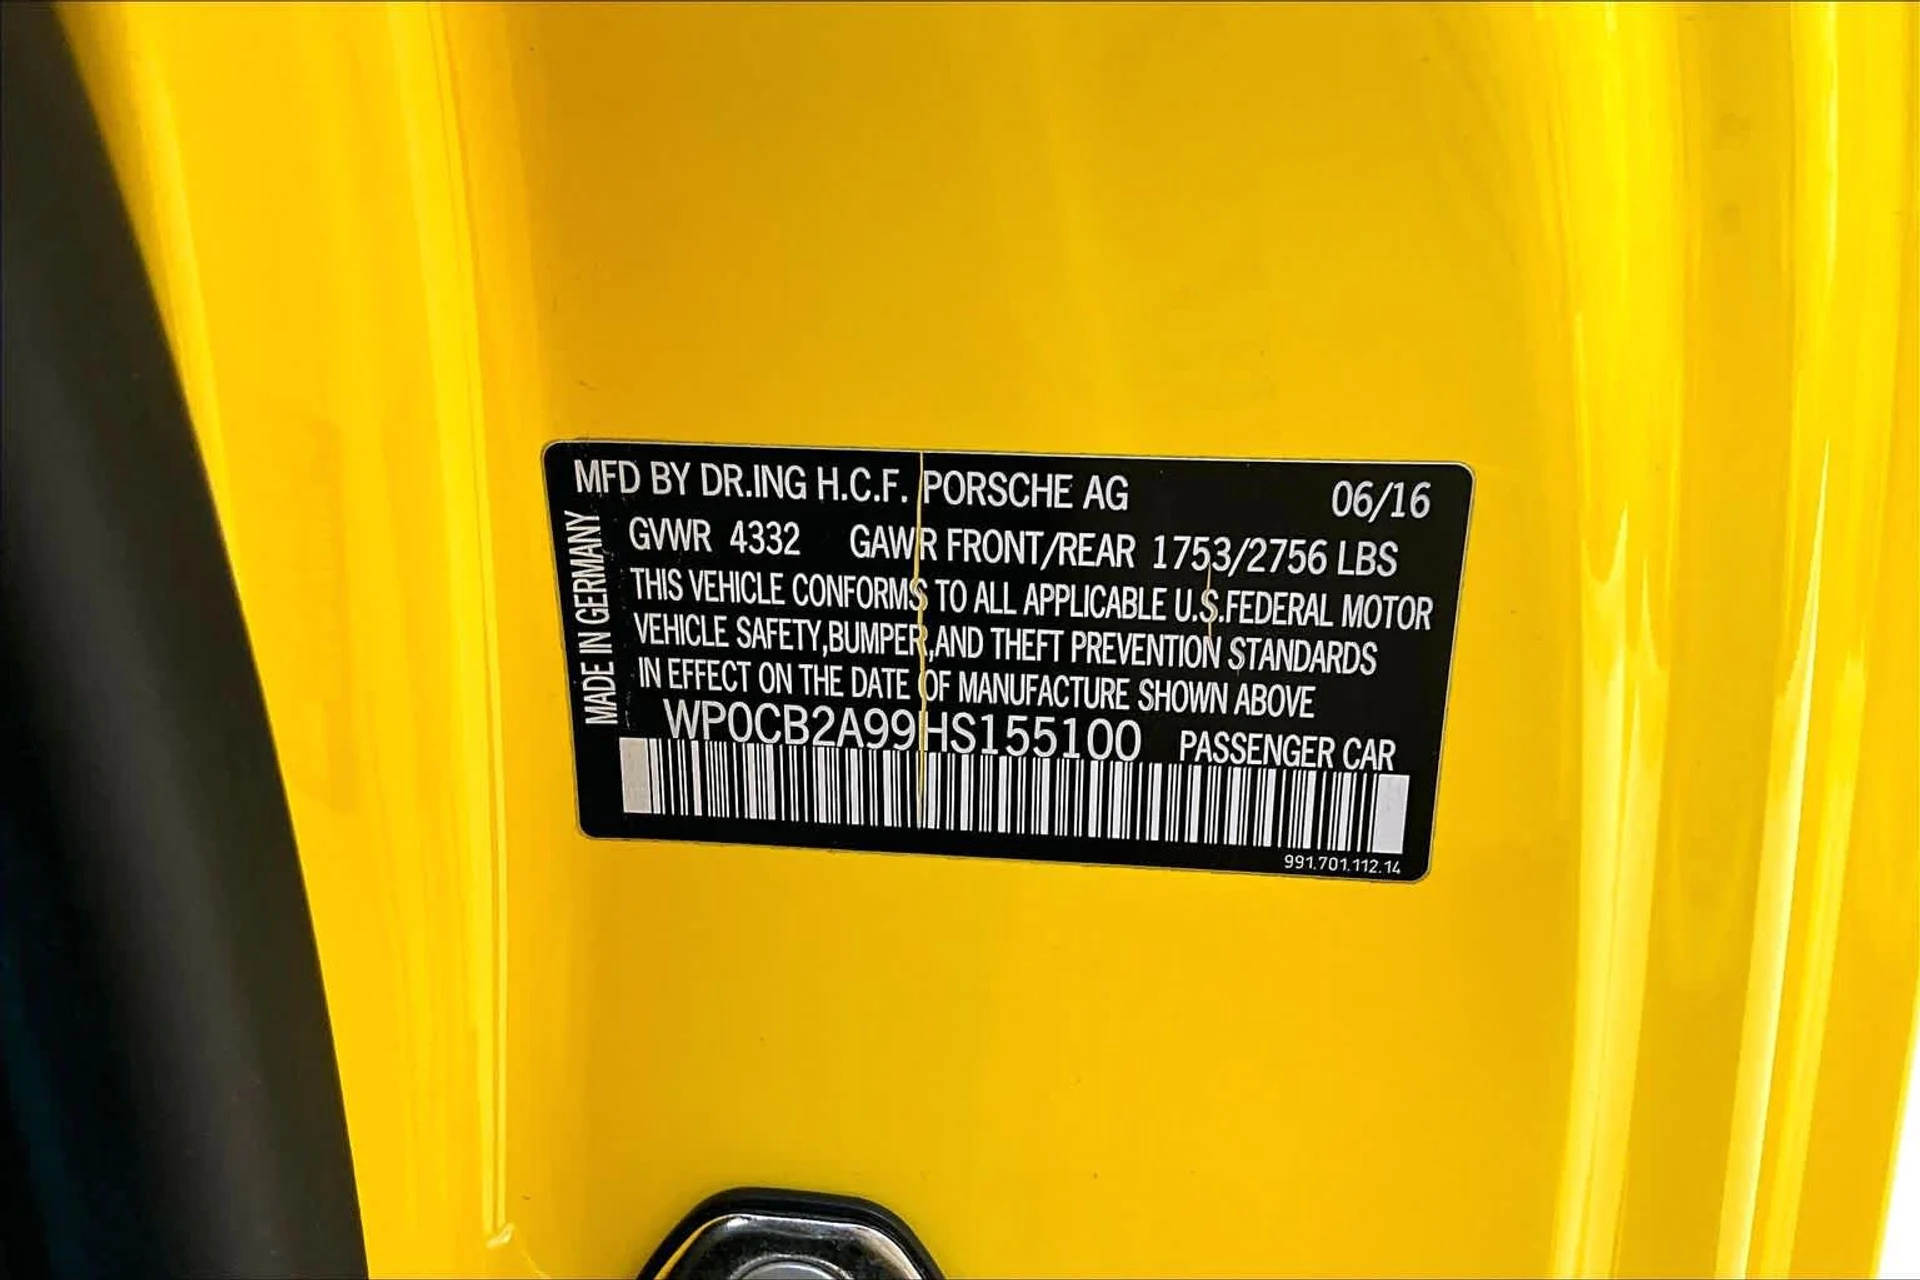 MFD BY DR.ING H.C.F. PORSCHE AG 06/16
GVWR 4332 GAWR FRONT/REAR 1753/2756 LBS
THIS VEHICLE CONFORMS TO ALL APPLICABLE U.S.FEDERAL MOTOR
VEHICLE SAFETY,BUMPER,AND THEFT PREVENTION STANDARDS
IN EFFECT ON THE DATE OF MANUFACTURE SHOWN ABOVE
WP0CB2A99HS155100 PASSENGER CAR
991.701.112.14
MADE IN GERMANY